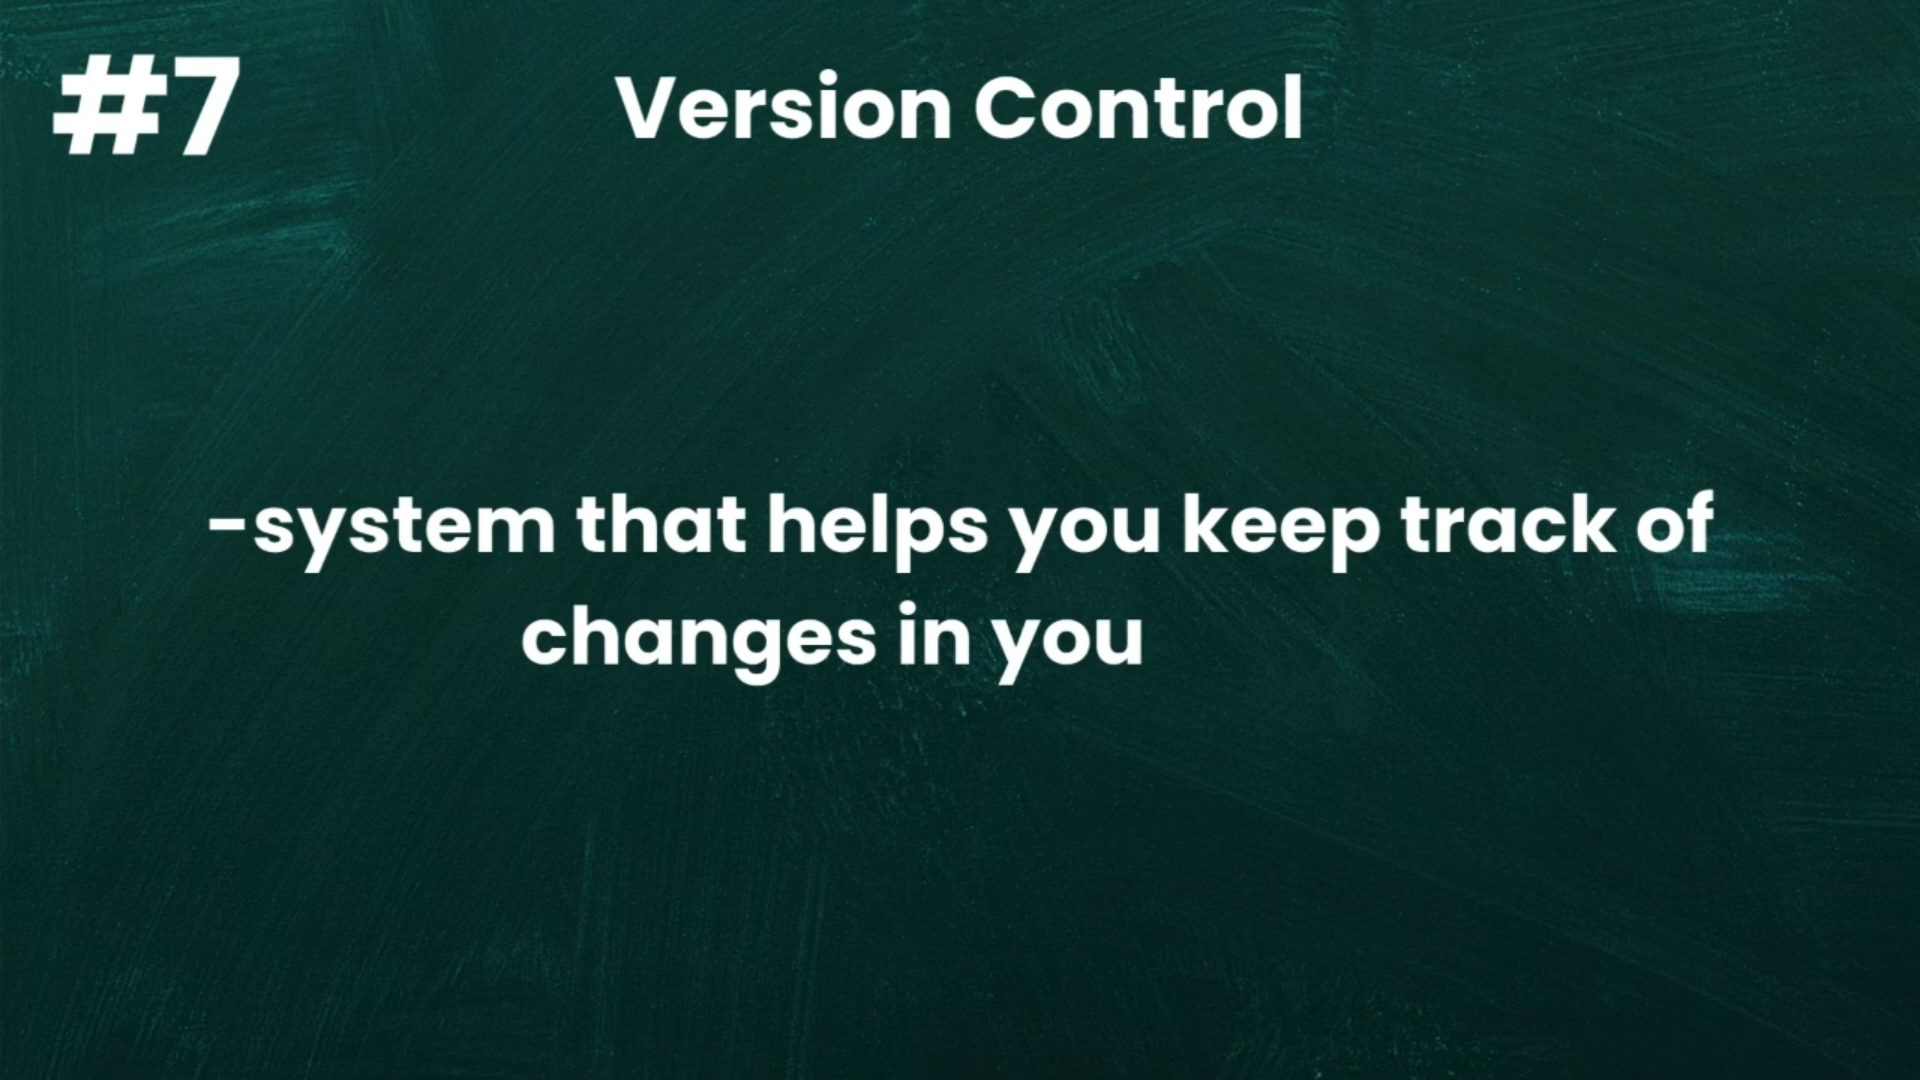 #7
Version Control
-system that helps you keep track of
changes in you